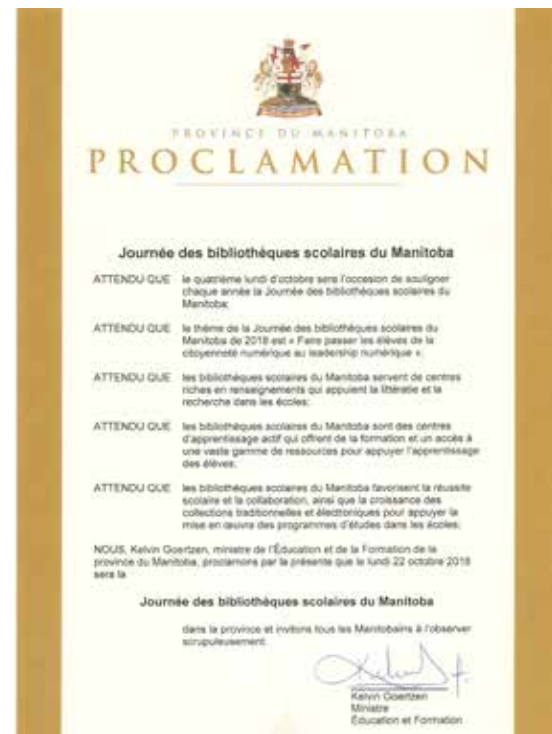 PROVINCE DU MANITOBA
PROCLAMATION
Journée des bibliothèques scolaires du Manitoba
ATTENDU QUE le quatrième lundi d'octobre sera l'occasion de souligner
chaque année la Journée des bibliothèques scolaires du
Manitoba;
ATTENDU QUE le thème de la Journée des bibliothèques scolaires du
Manitoba de 2018 est « Faire passer les élèves de la
citoyenneté numérique au leadership numérique »;
ATTENDU QUE les bibliothèques scolaires du Manitoba servent de centres
riches en renseignements qui appuient la littératie et la
recherche dans les écoles;
ATTENDU QUE les bibliothèques scolaires du Manitoba sont des centres
d'apprentissage actif qui offrent de la formation et un accès à
une vaste gamme de ressources pour appuyer l'apprentissage
des élèves;
ATTENDU QUE les bibliothèques scolaires du Manitoba favorisent la réussite
scolaire et la collaboration, ainsi que la croissance des
collections traditionnelles et électroniques pour appuyer la
mise en œuvre des programmes d'études dans les écoles;
NOUS, Kelvin Goertzen, ministre de l'Éducation et de la Formation de la
province du Manitoba, proclamons par la présente que le lundi 22 octobre 2018
sera la
Journée des bibliothèques scolaires du Manitoba
dans la province et invitons tous les Manitobains à l'observer
scrupuleusement.
Kelvin Goertzen
Ministre
Éducation et Formation